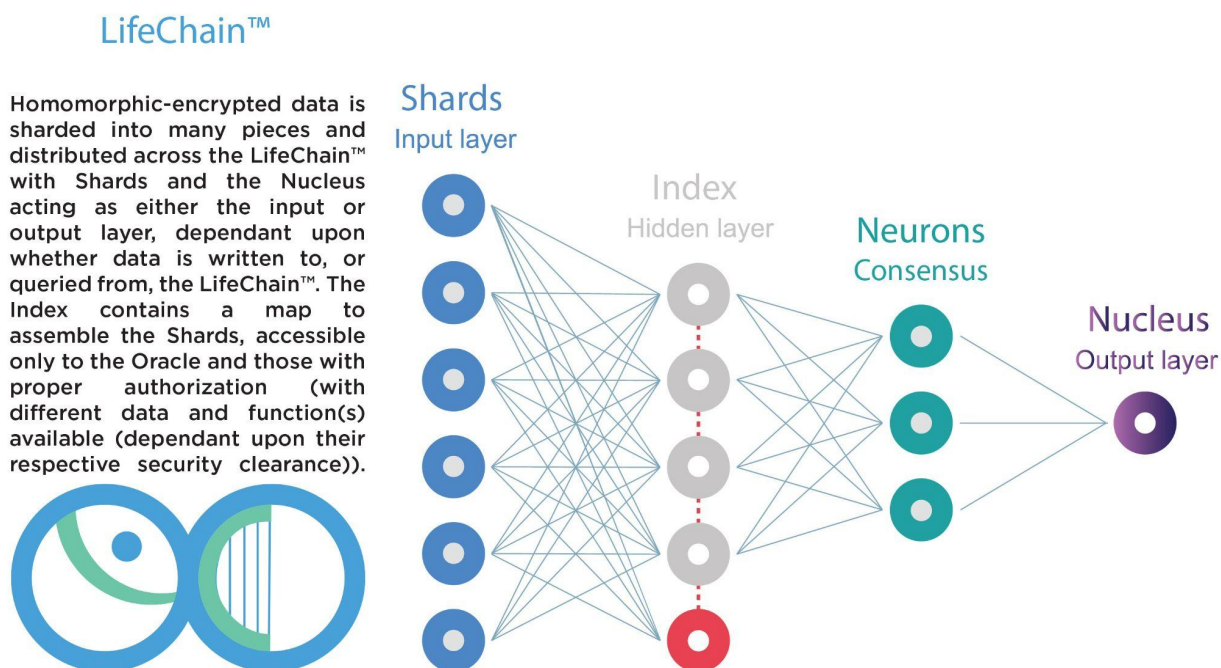 LifeChain™
Homomorphic-encrypted data is
sharded into many pieces and
distributed across the LifeChain™
with Shards and the Nucleus
acting as either the input or
output layer, dependant upon
whether data is written to, or
queried from, the LifeChain™. The
Index contains a map to
assemble the Shards, accessible
only to the Oracle and those with
proper authorization (with
different data and function(s)
available (dependant upon their
respective security clearance)).
Shards
Input layer
Index
Hidden layer
Neurons
Consensus
Nucleus
Output layer